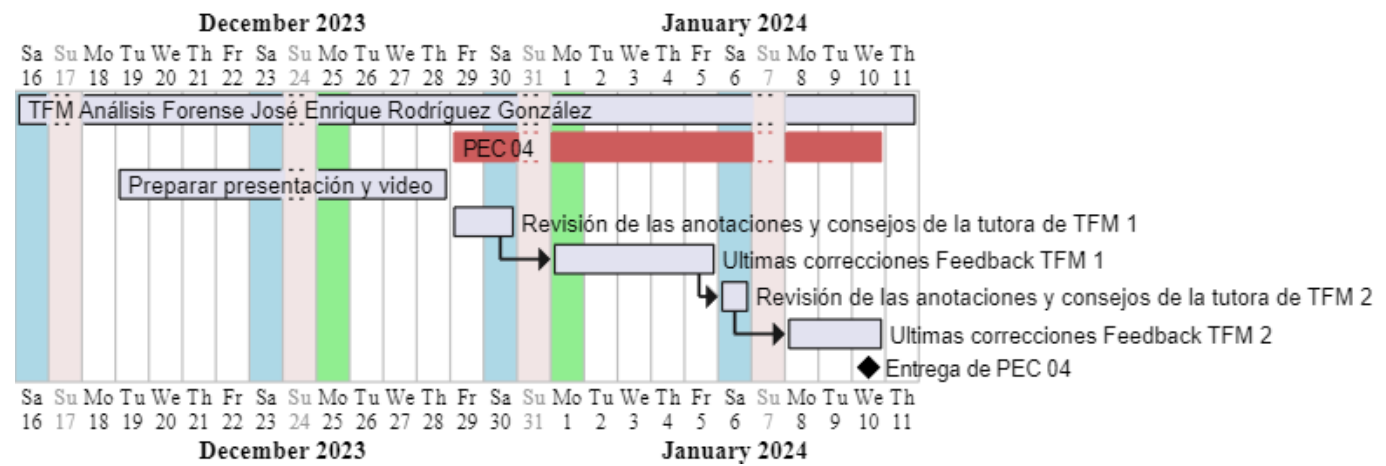 December 2023 January 2024
Sa Su Mo Tu We Th Fr Sa Su Mo Tu We Th Fr Sa Su Mo Tu We Th Fr Sa Su Mo Tu We Th
16 17 18 19 20 21 22 23 24 25 26 27 28 29 30 31 1 2 3 4 5 6 7 8 9 10 11
TFM Análisis Forense José Enrique Rodríguez González
PEC 04
Preparar presentación y video
Revisión de las anotaciones y consejos de la tutora de TFM 1
Ultimas correcciones Feedback TFM 1
Revisión de las anotaciones y consejos de la tutora de TFM 2
Ultimas correcciones Feedback TFM 2
Entrega de PEC 04
Sa Su Mo Tu We Th Fr Sa Su Mo Tu We Th Fr Sa Su Mo Tu We Th Fr Sa Su Mo Tu We Th
16 17 18 19 20 21 22 23 24 25 26 27 28 29 30 31 1 2 3 4 5 6 7 8 9 10 11
December 2023 January 2024